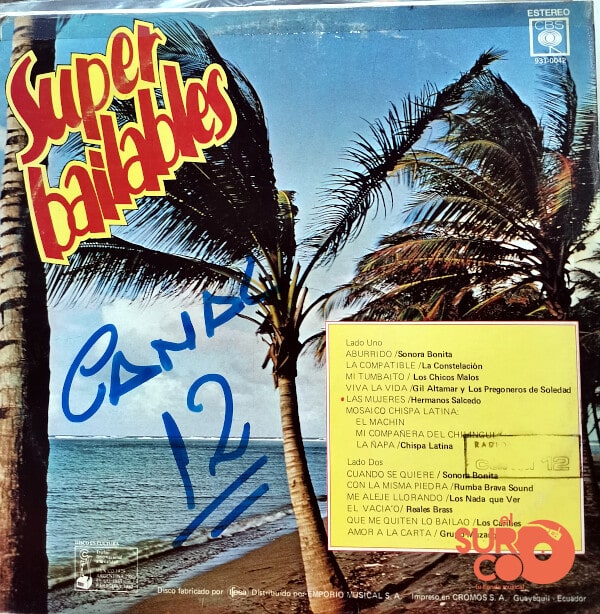 Super
bailables
ESTEREO
CBS
931-0042
CANAL
12
Lado Uno
ABURRIDO /Sonora Bonita
LA COMPATIBLE /La Constelación
MI TUMBAITO / Los Chicos Malos
VIVA LA VIDA /Gil Altamar y Los Pregoneros de Soledad
LAS MUJERES /Hermanos Salcedo
MOSAICO CHISPA LATINA:
EL MACHIN
MI COMPAÑERA DEL
LA ÑAPA / Chispa Latina
Lado Dos
CUANDO SE QUIERE / Sonora Bonita
CON LA MISMA PIEDRA /Rumba Brava Sound
ME ALEJE LLORANDO /Los Nada que Ver
EL VACIA'O/ Reales Brass
QUE ME QUITEN LO BAILAO /Los
AMOR A LA CARTA /
12
el
SURCO
DISCO ES CULTURA
Disco fabricado por Ifesa Distribuido por: EMPORIO MUSICAL S.A. Impreso en CROMOS S.A. Guayaquil - Ecuador